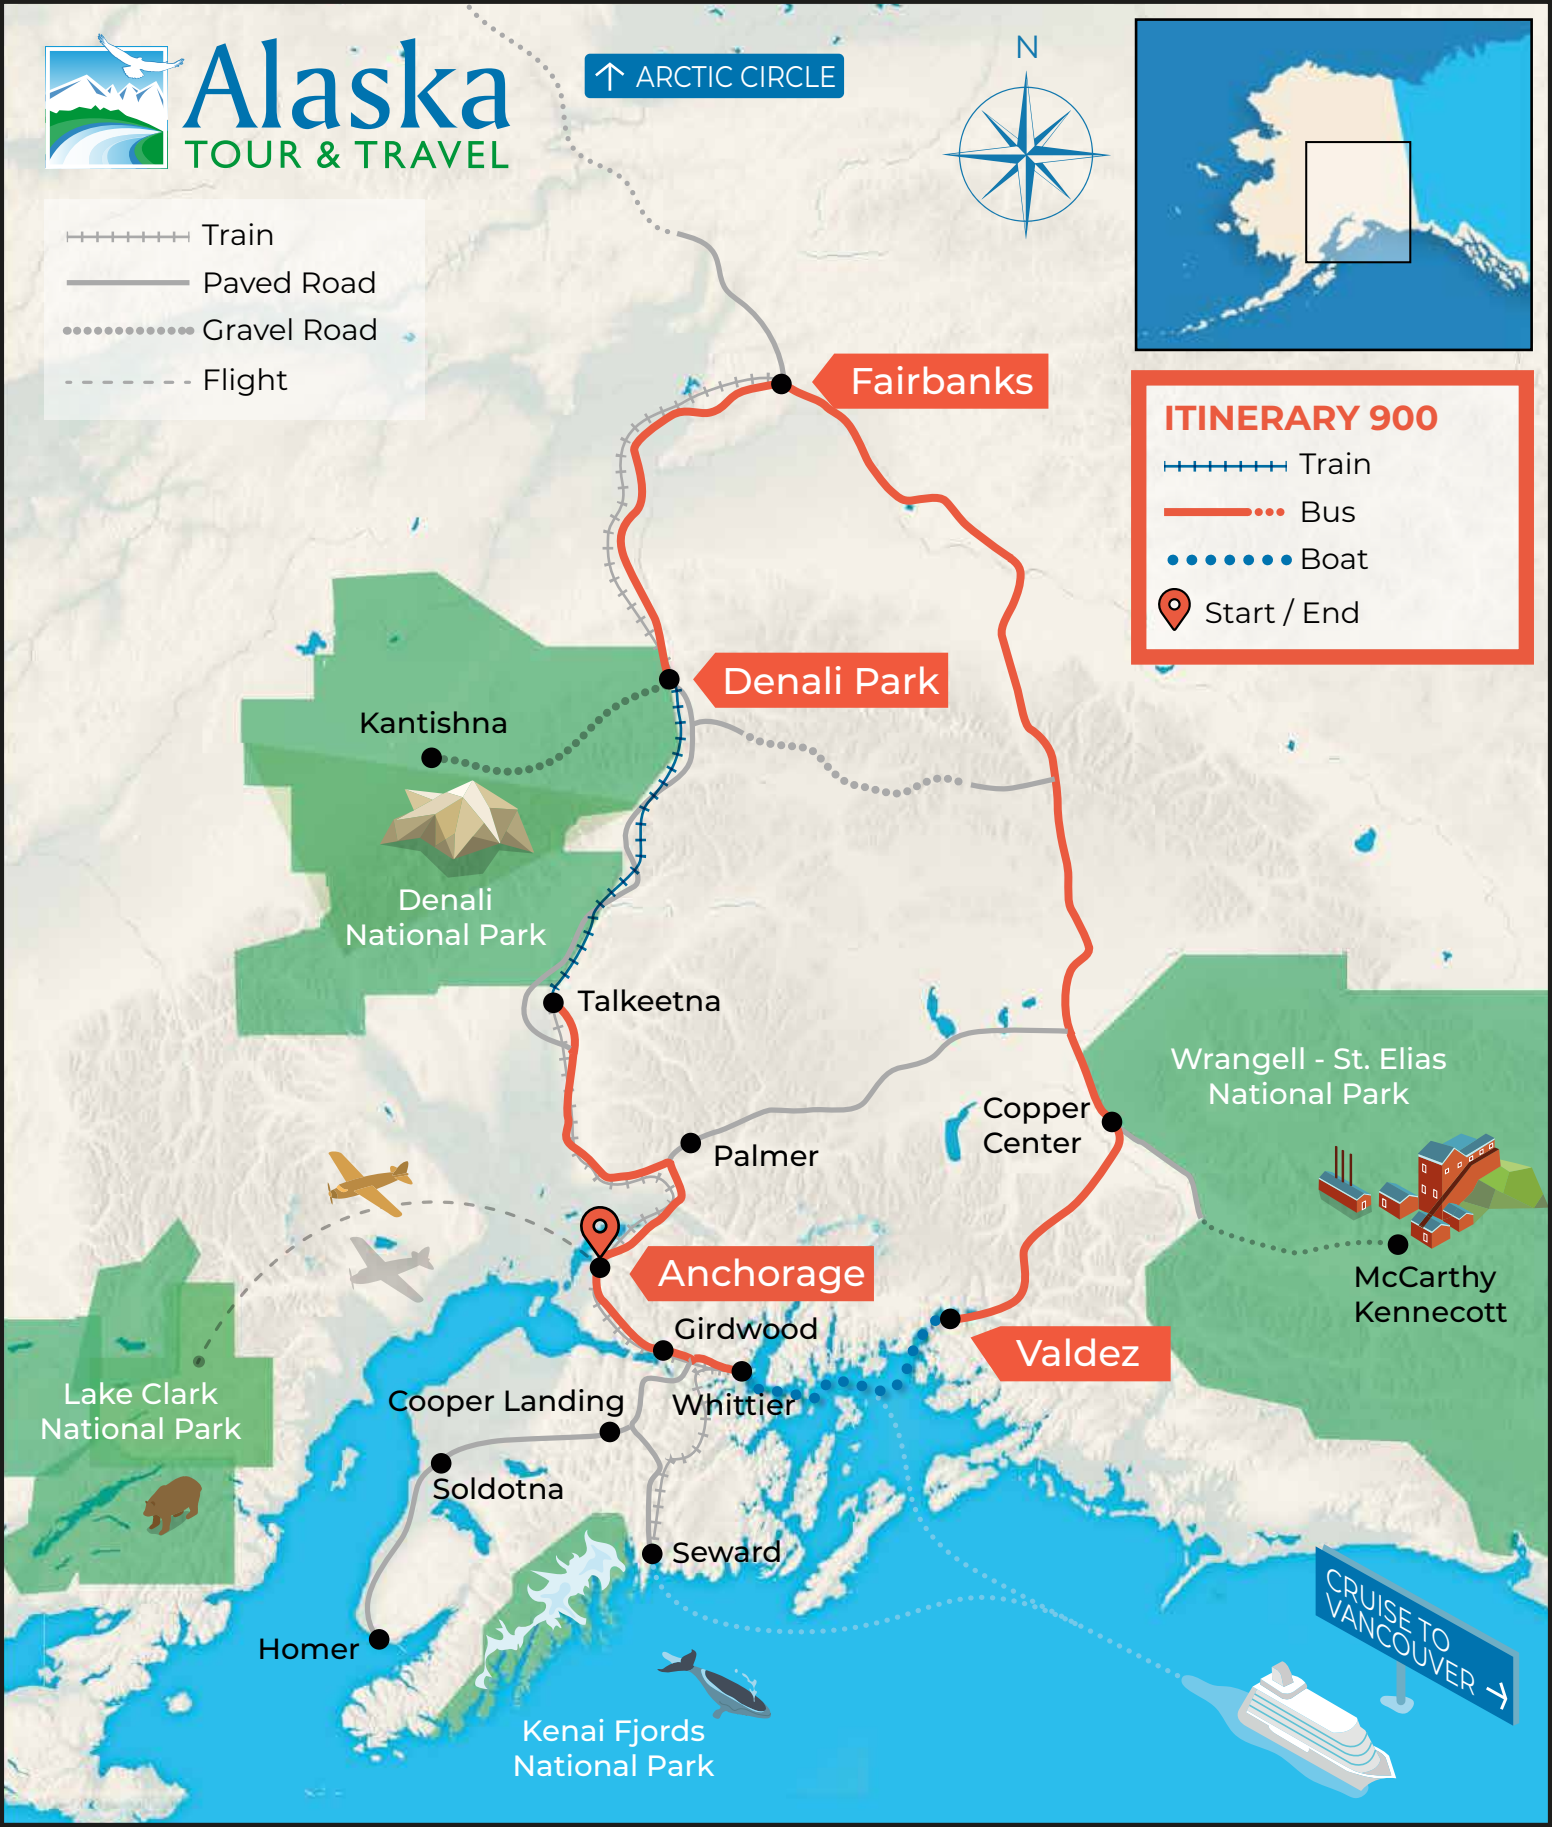 Alaska
TOUR & TRAVEL
↑ ARCTIC CIRCLE
N
Train
Paved Road
Gravel Road
Flight
ITINERARY 900
Train
Bus
Boat
Start / End
Fairbanks
Denali Park
Kantishna
Denali
National Park
Talkeetna
Wrangell - St. Elias
National Park
Copper
Center
Palmer
McCarthy
Kennecott
Anchorage
Girdwood
Valdez
Whittier
Cooper Landing
Lake Clark
National Park
Soldotna
Seward
Homer
Kenai Fjords
National Park
CRUISE TO
VANCOUVER →